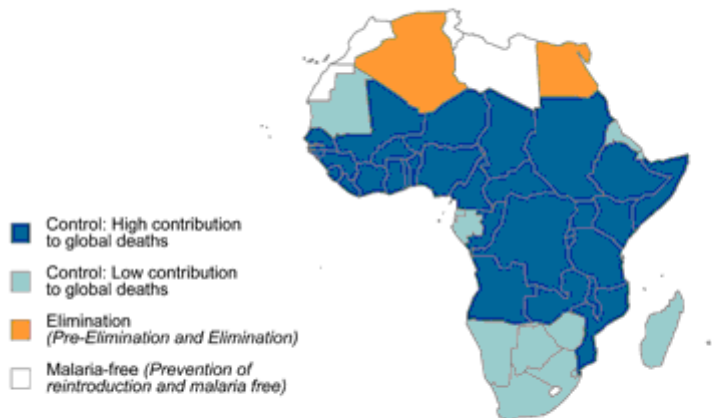 Control: High contribution
to global deaths
Control: Low contribution
to global deaths
Elimination
(Pre-Elimination and Elimination)
Malaria-free (Prevention of
reintroduction and malaria free)